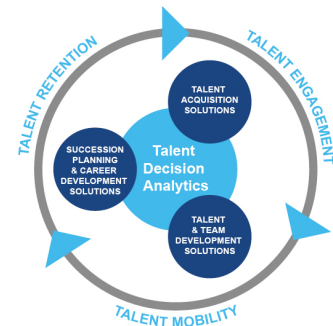 TALENT RETENTION
TALENT ENGAGEMENT
TALENT
ACQUISITION
SOLUTIONS
SUCCESSION
PLANNING
& CAREER
DEVELOPMENT
SOLUTIONS
Talent
Decision
Analytics
TALENT
& TEAM
DEVELOPMENT
SOLUTIONS
TALENT MOBILITY